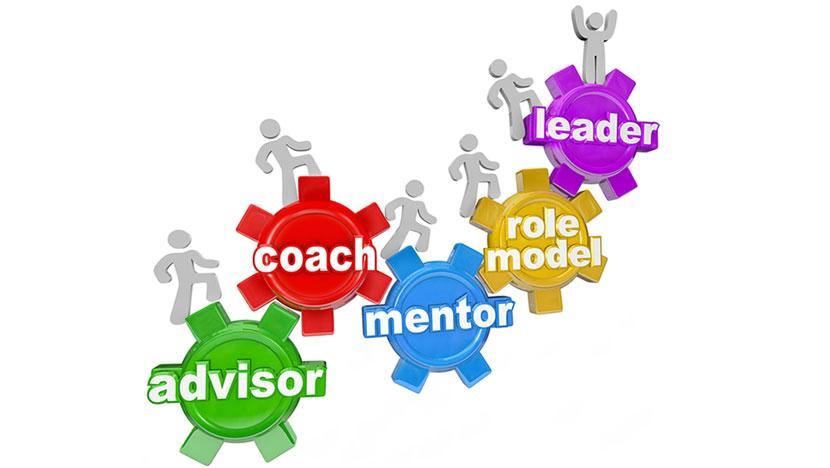 advisor
coach
mentor
role
model
leader